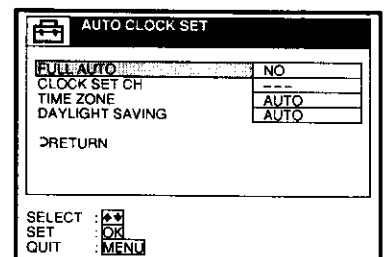 AUTO CLOCK SET
FULL AUTO NO
CLOCK SET CH ---
TIME ZONE AUTO
DAYLIGHT SAVING AUTO
RETURN
SELECT :
SET : OK
QUIT : MENU